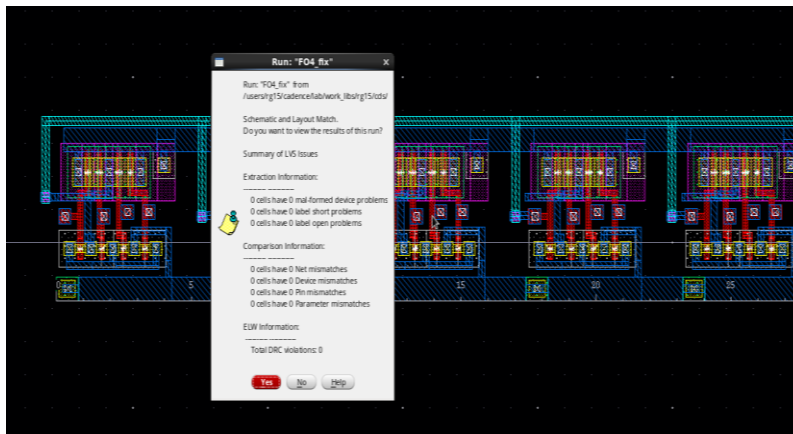 Run: "FO4_fix"
x
Run: "FO4_fix" from
/users/rg15/cadence/lab/work_libs/rg15/cds/
Schematic and Layout Match.
Do you want to view the results of this run?
Summary of LVS Issues
Extraction Information:
0 cells have 0 mal-formed device problems
0 cells have 0 label short problems
0 cells have 0 label open problems
Comparison Information:
0 cells have 0 Net mismatches
0 cells have 0 Device mismatches
0 cells have 0 Pin mismatches
0 cells have 0 Parameter mismatches
ELW Information:
Total DRC violations: 0
Yes No Help
0 5 15 20 25